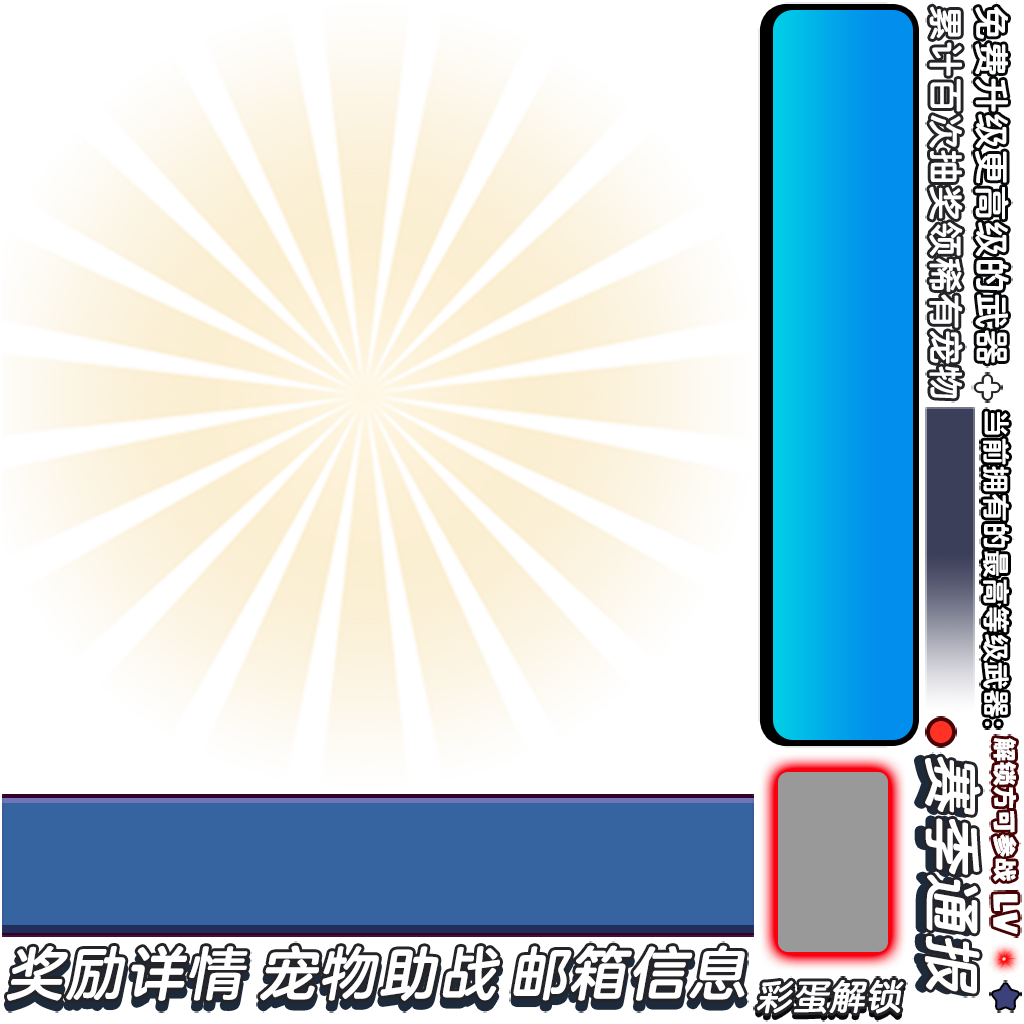 免费升级更高级的武器
累计百次抽奖领稀有宠物
当前拥有的最高等级武器:
解锁方可参战
LV
赛季通报
奖励详情
宠物助战
邮箱信息
彩蛋解锁